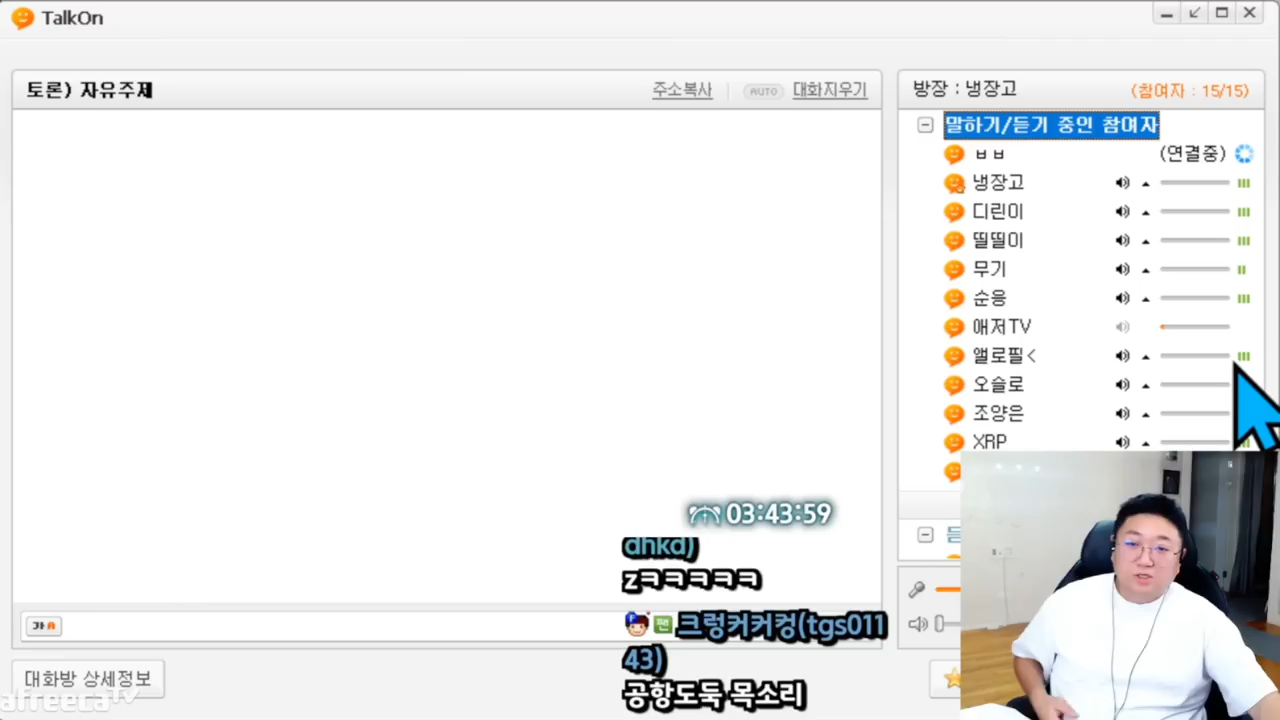 TalkOn
토론) 자유주제
주소복사
AUTO
대화지우기
방장 : 냉장고
(참여자 : 15/15)
말하기/듣기 중인 참여자
ㅂㅂ
(연결중)
냉장고
디린이
띨띨이
무기
순응
애저TV
앨로필<
오슬로
조양은
XRP
03:43:59
dhkd)
zㅋㅋㅋㅋㅋ
팬 크렁커커컹(tgs011
43)
공항도둑 목소리
가
대화방 상세정보
afreecaTV